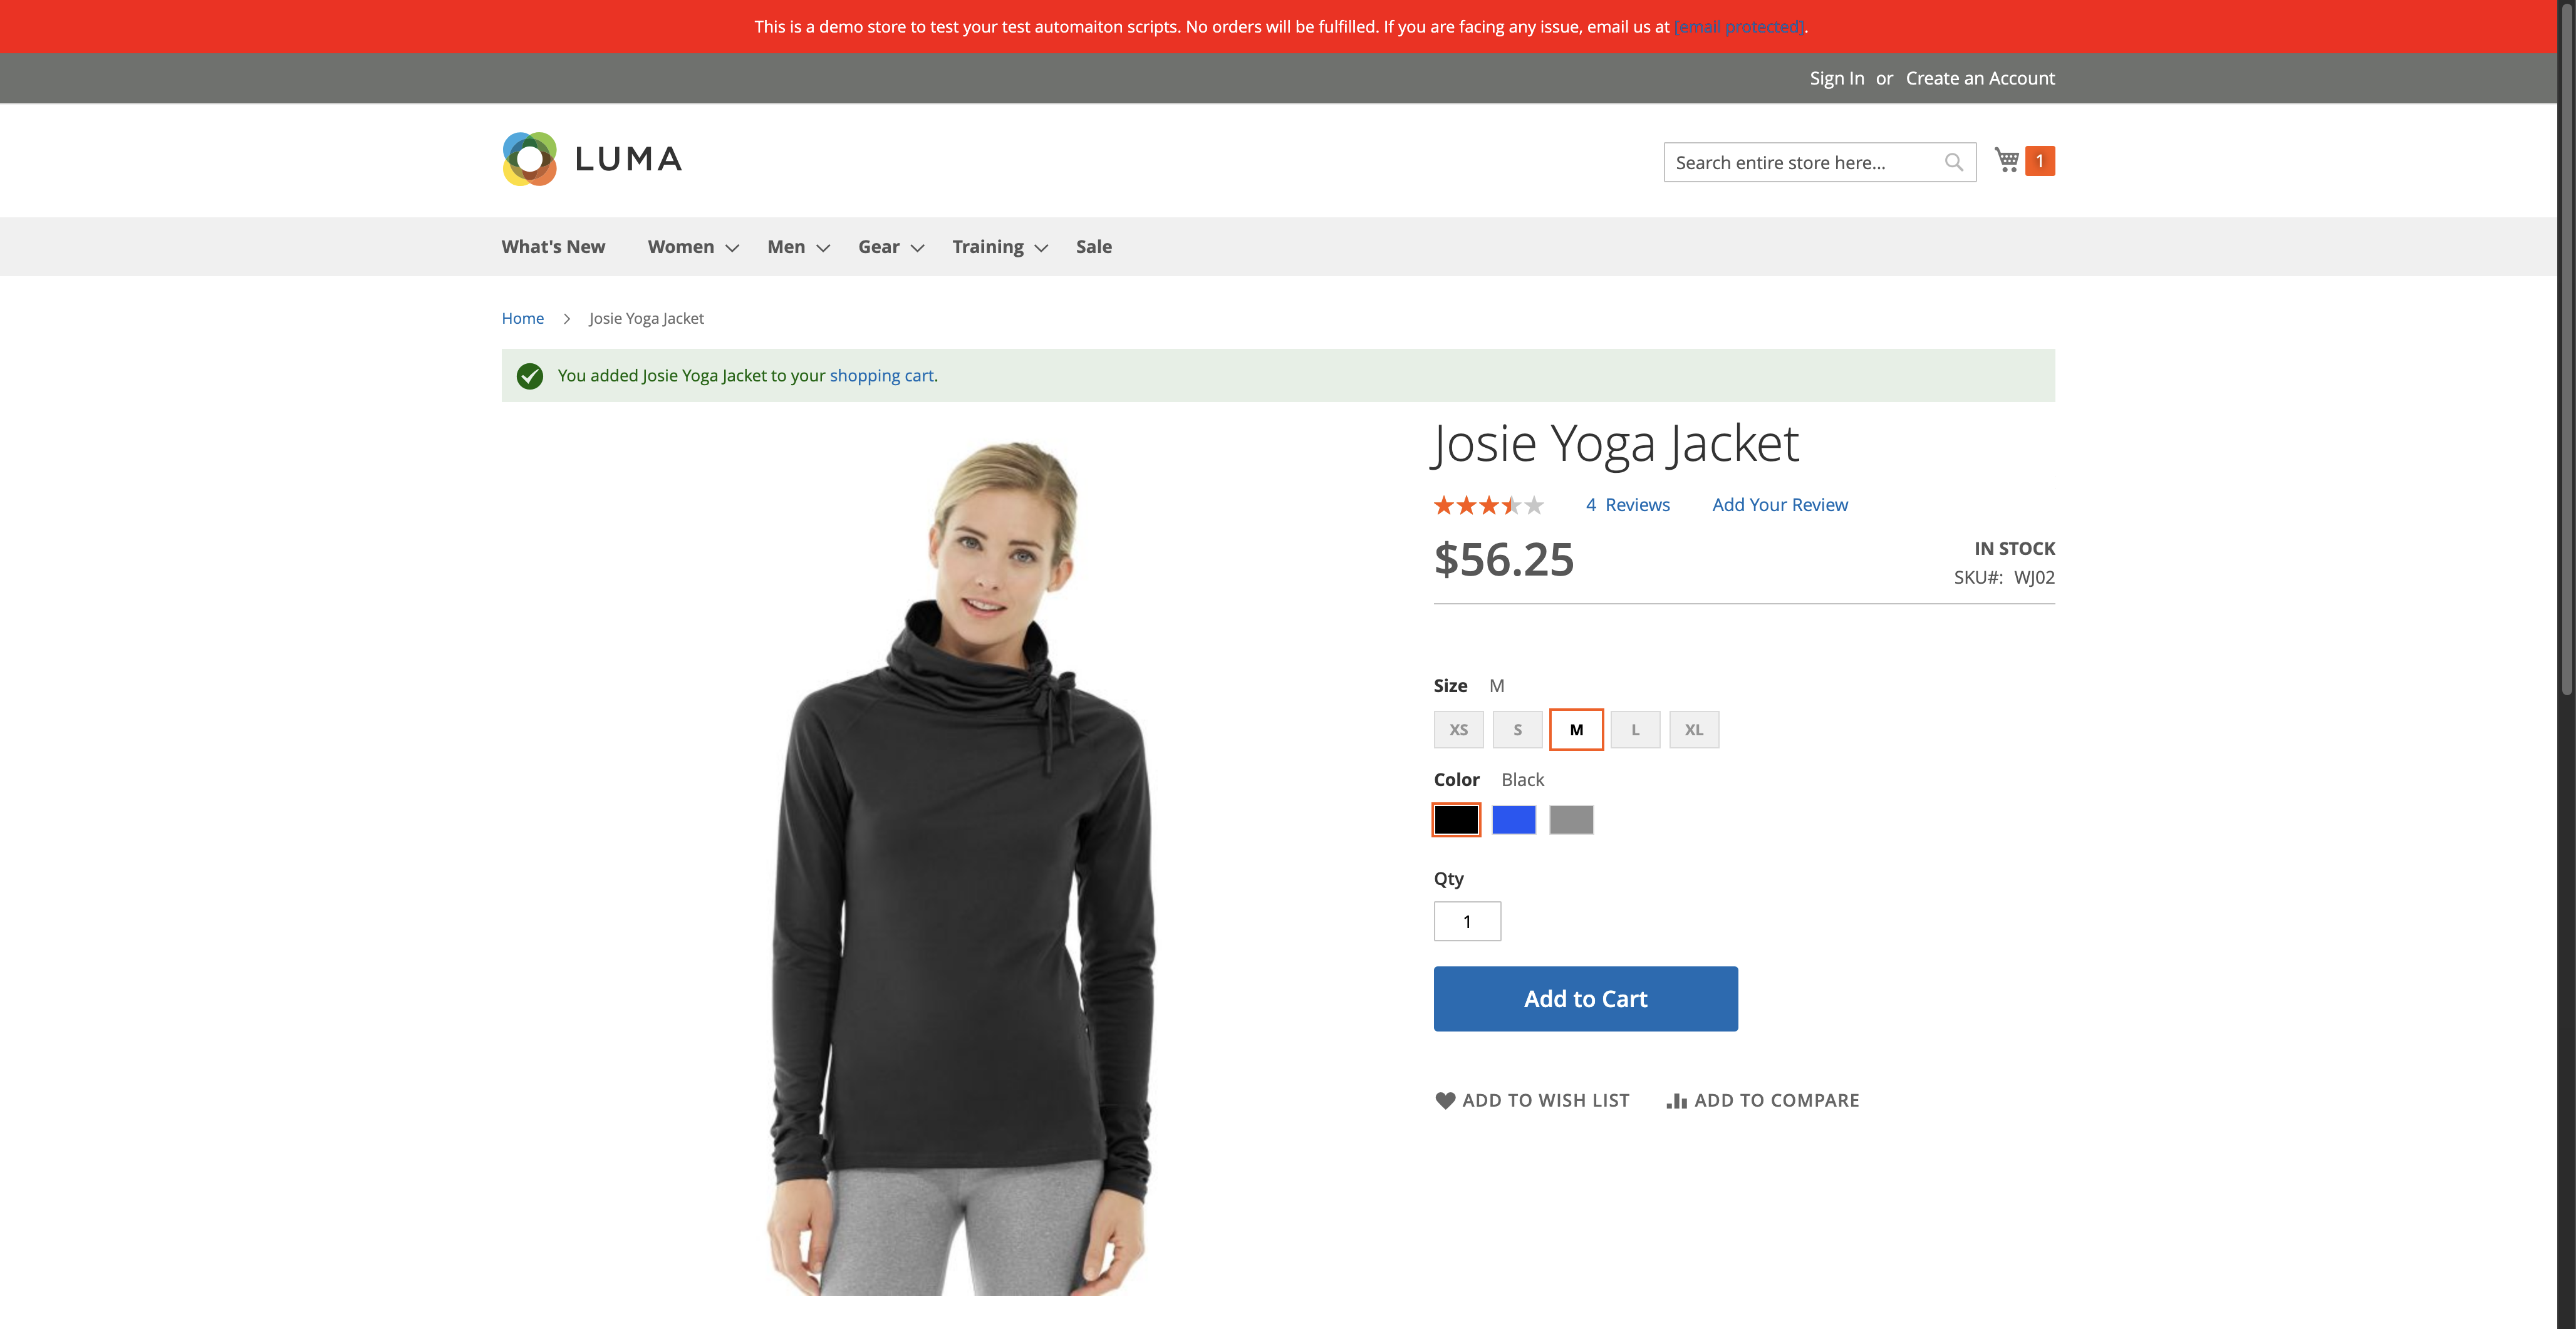 This is a demo store to test your test automaiton scripts. No orders will be fulfilled. If you are facing any issue, email us at [email protected].
Sign In or Create an Account
LUMA
Search entire store here...
1
What's New Women Men Gear Training Sale
Home > Josie Yoga Jacket
You added Josie Yoga Jacket to your shopping cart.
Josie Yoga Jacket
4 Reviews Add Your Review
$56.25
IN STOCK
SKU#: WJ02
Size M
XS S M L XL
Color Black
Qty
1
Add to Cart
ADD TO WISH LIST ADD TO COMPARE